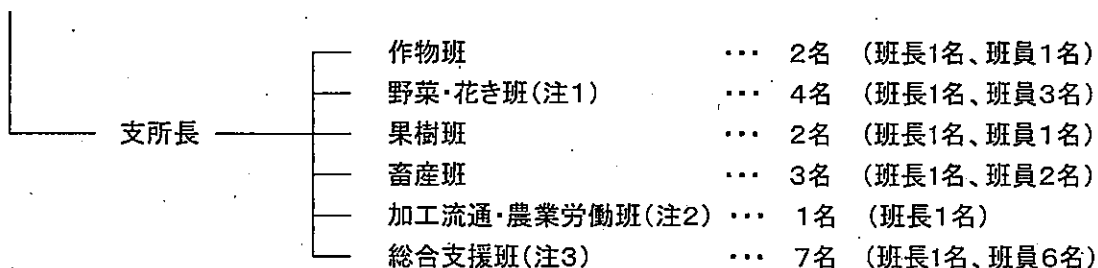 作物班 ・・・ 2名 (班長1名、班員1名)
野菜・花き班(注1) ・・・ 4名 (班長1名、班員3名)
支所長 果樹班 ・・・ 2名 (班長1名、班員1名)
畜産班 ・・・ 3名 (班長1名、班員2名)
加工流通・農業労働班(注2) ・・・ 1名 (班長1名)
総合支援班(注3) ・・・ 7名 (班長1名、班員6名)